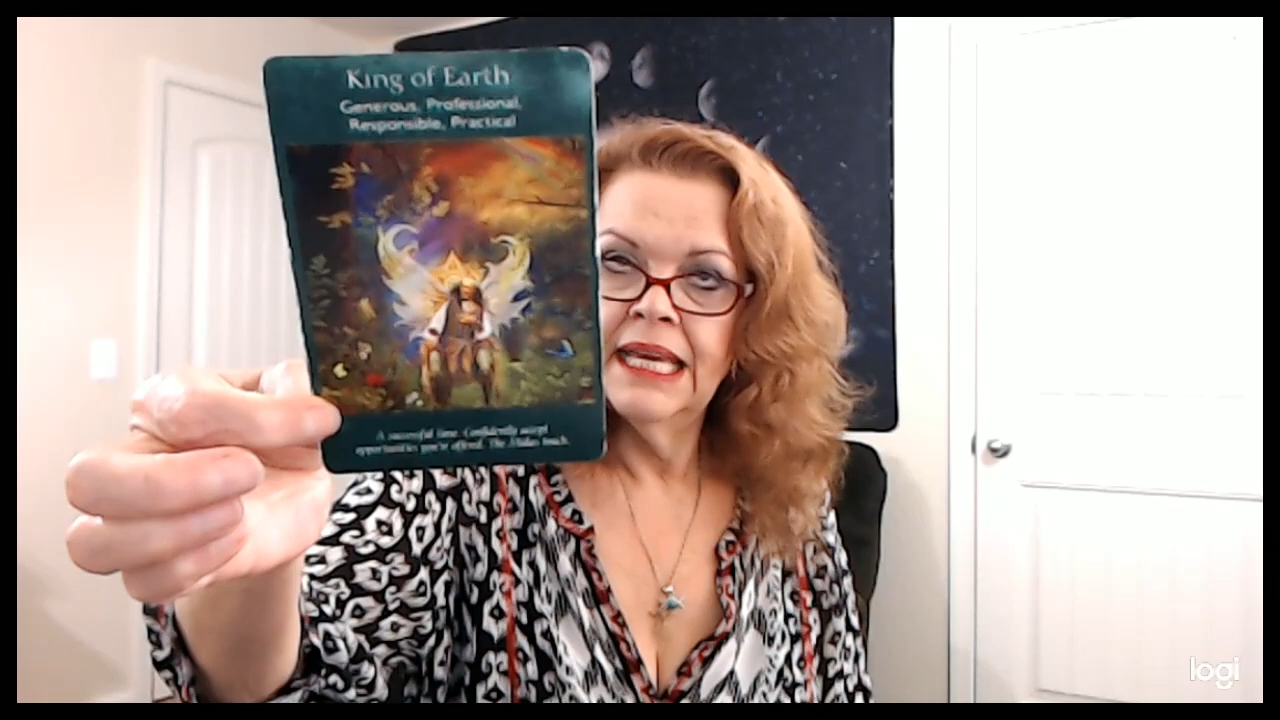 King of Earth
Generous, Professional,
Responsible, Practical
A successful time. Confidently accept
opportunities you're offered. The Midas touch.
logi